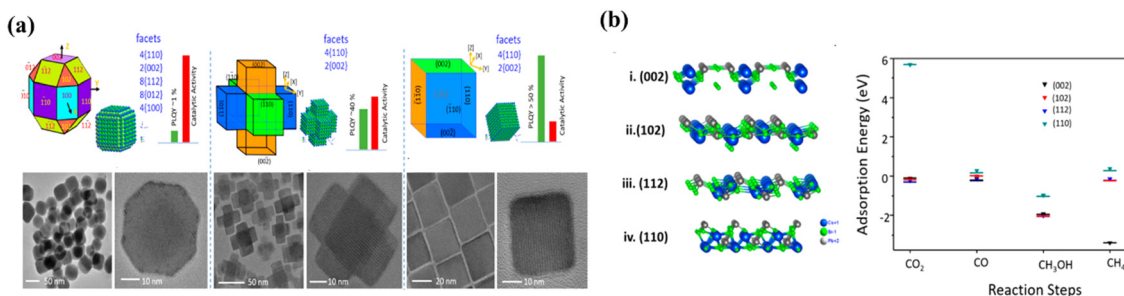 (a)
facets
4{110}
2{002}
8{112}
8{012}
4{100}
PLQY ~1 %
Catalytic Activity
facets
4{110}
2{002}
PLQY ~40 %
Catalytic Activity
facets
4{110}
2{002}
PLQY > 50 %
Catalytic Activity
Z
112
110
100
110
[Z]
[X]
[Y]
(002)
(002)
(110)
(011)
(002)
50 nm
10 nm
50 nm
10 nm
20 nm
10 nm
(b)
i. (002)
ii. (102)
iii. (112)
iv. (110)
Cs+1
Br-1
Pb+2
Adsorption Energy (eV)
6
4
2
0
-2
(002)
(102)
(112)
(110)
CO2
CO
CH3OH
CH4
Reaction Steps